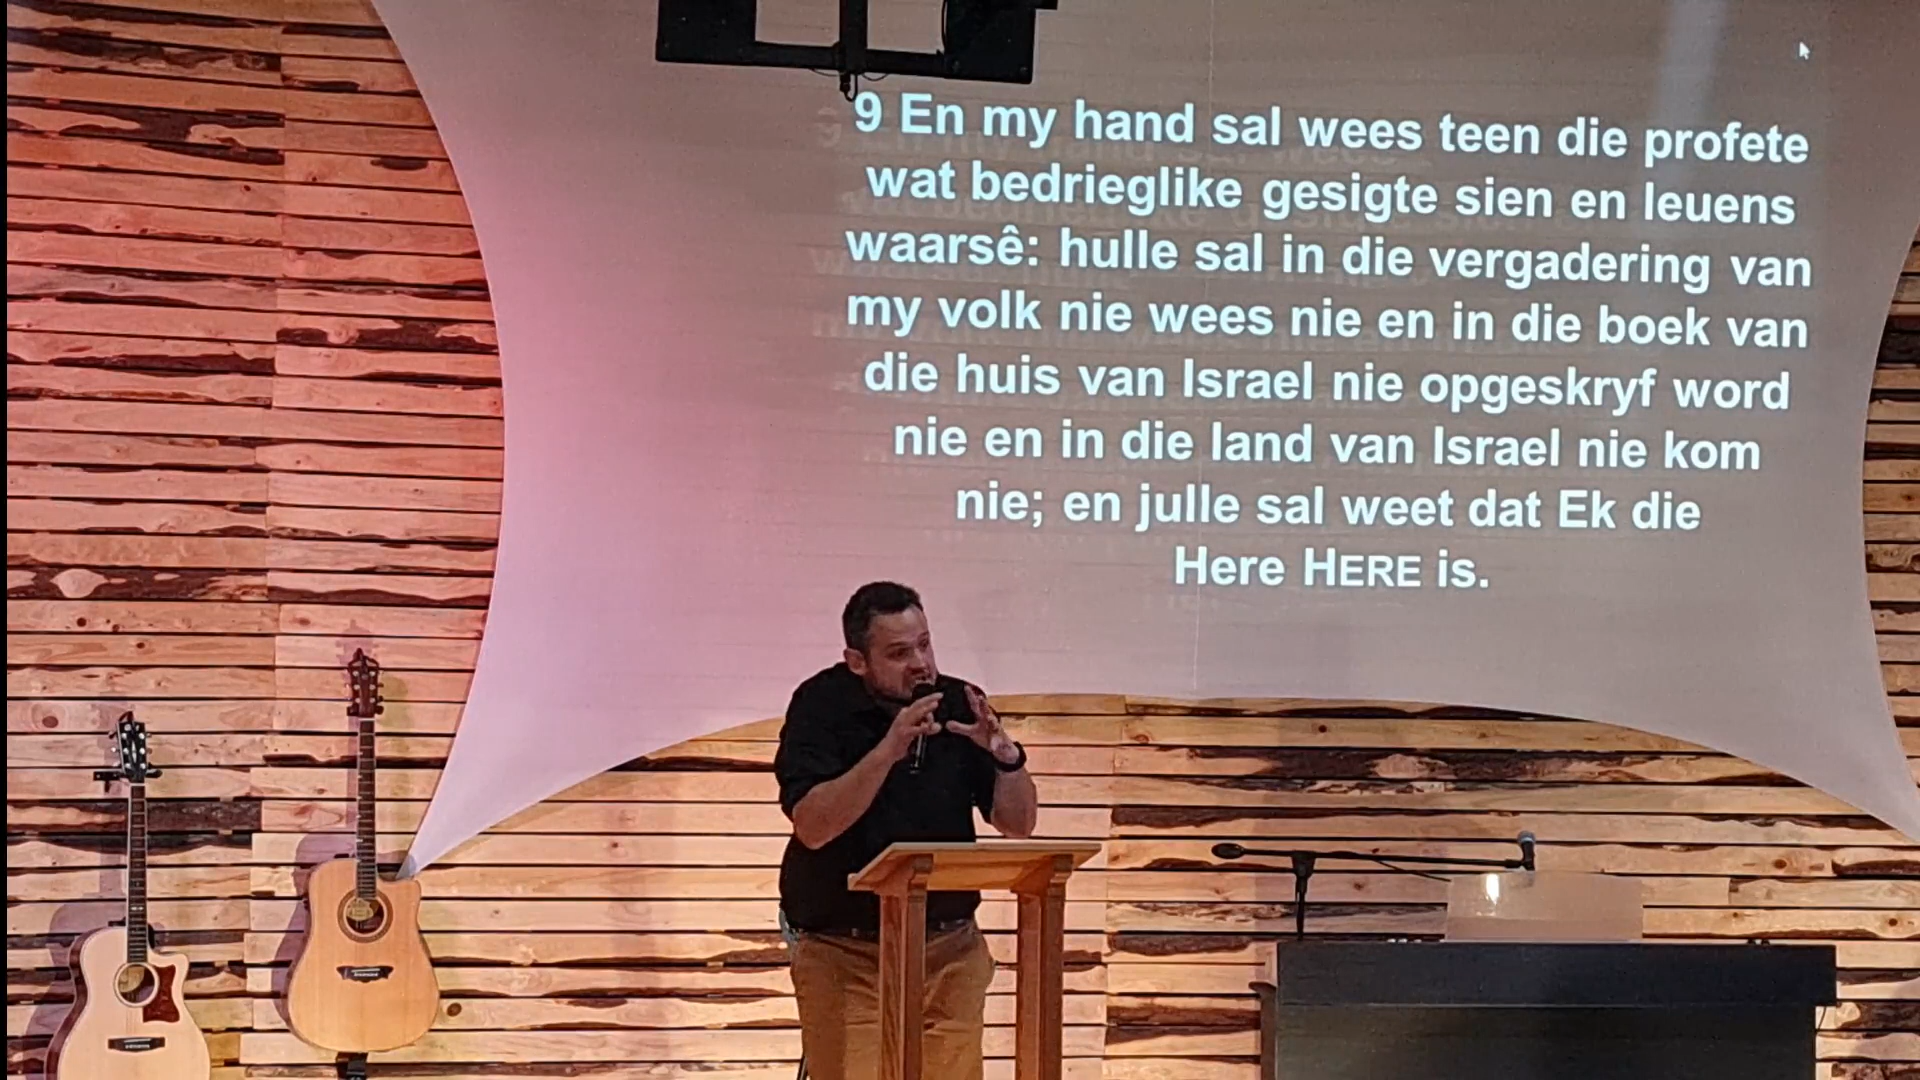 9 En my hand sal wees teen die profete
wat bedrieglike gesigte sien en leuens
waarsê: hulle sal in die vergadering van
my volk nie wees nie en in die boek van
die huis van Israel nie opgeskryf word
nie en in die land van Israel nie kom
nie; en julle sal weet dat Ek die
Here HERE is.